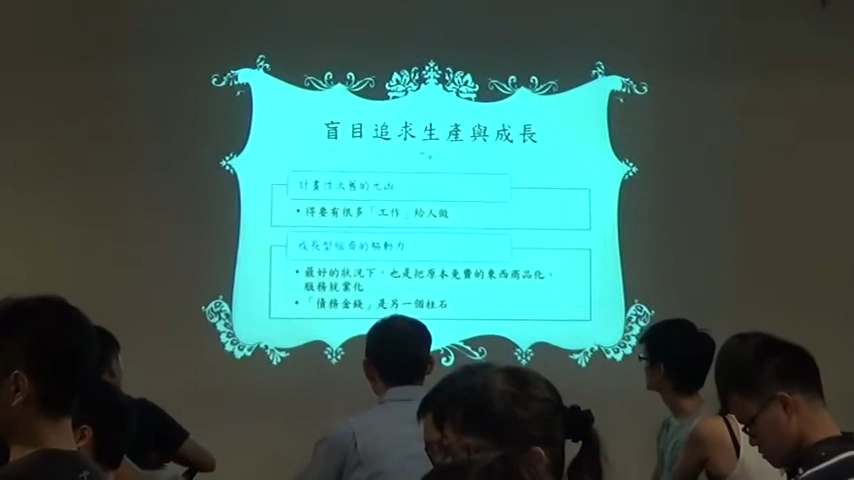 盲目追求生產與成長
計畫性汰舊的元凶
•得要有很多「工作」給人做
成長型經濟的驅動力
•最好的狀況下，也是把原本免費的東西商品化，
服務就業化
•「債務金錢」是另一個柱石